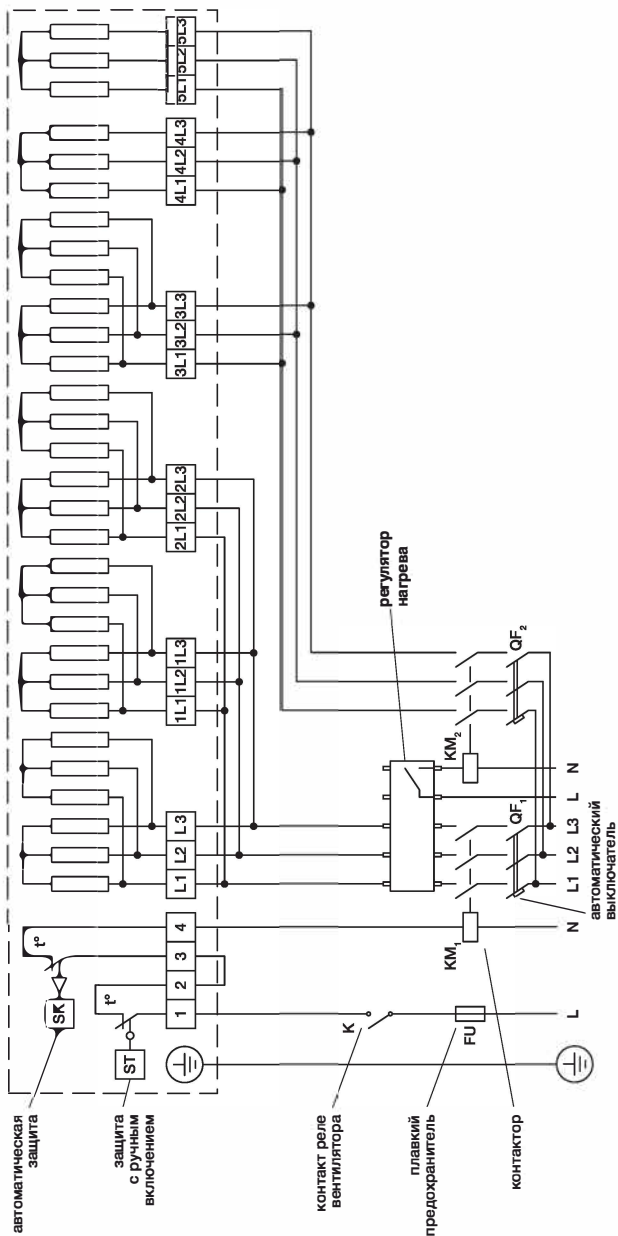 автоматическая
защита
защита
с ручным
включением
SK
t°
ST
t°
1 2 3 4
L1 L2 L3
1L1 1L2 1L3
2L1 2L2 2L3
3L1 3L2 3L3
4L1 4L2 4L3
5L1 5L2 5L3
контакт реле
вентилятора
K
регулятор
нагрева
плавкий
предохранитель
FU
контактор
KM1
KM2
QF1
QF2
L N L1 L2 L3 L N
автоматический
выключатель